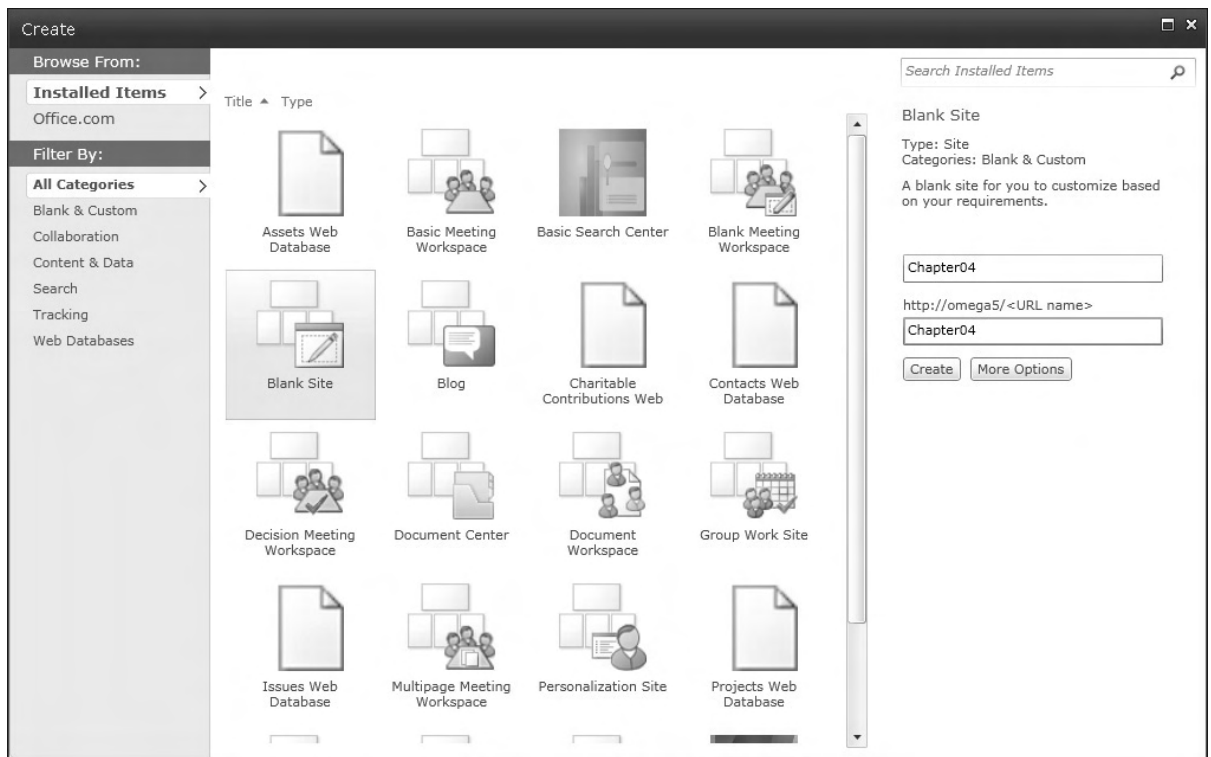 Create
Browse From:
Installed Items
Office.com
Filter By:
All Categories
Blank & Custom
Collaboration
Content & Data
Search
Tracking
Web Databases
Title Type
Assets Web
Database
Basic Meeting
Workspace
Basic Search Center
Blank Meeting
Workspace
Blank Site
Blog
Charitable
Contributions Web
Contacts Web
Database
Decision Meeting
Workspace
Document Center
Document
Workspace
Group Work Site
Issues Web
Database
Multipage Meeting
Workspace
Personalization Site
Projects Web
Database
Search Installed Items
Blank Site
Type: Site
Categories: Blank & Custom
A blank site for you to customize based
on your requirements.
Chapter04
http://omega5/<URL name>
Chapter04
Create More Options